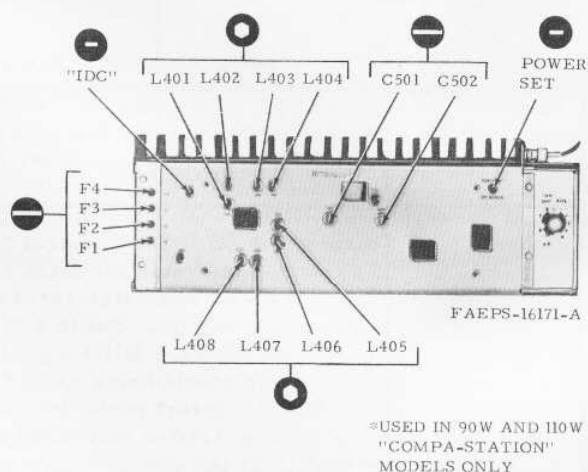 "IDC"
L401 L402 L403 L404
C501 C502
POWER
SET
F4
F3
F2
F1
FAEPS-16171-A
L408 L407 L406 L405
*USED IN 90W AND 110W
"COMPA-STATION"
MODELS ONLY